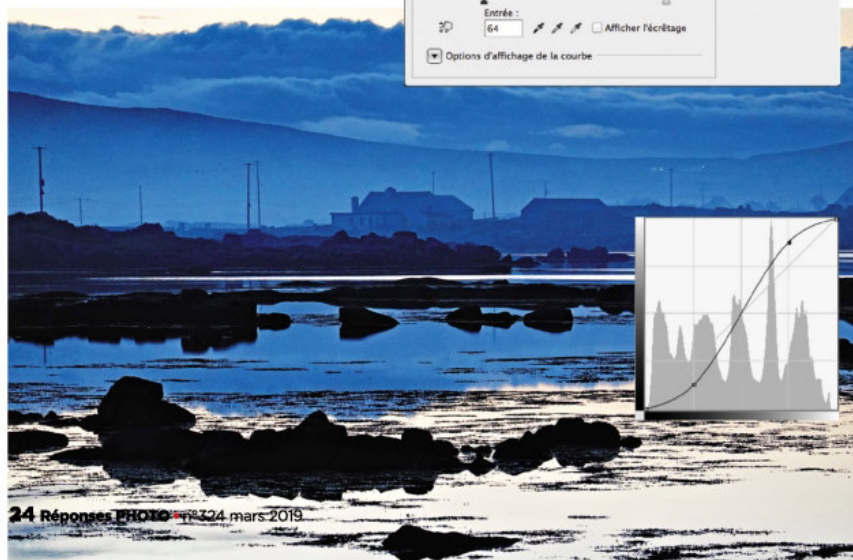 Entrée :
64 Afficher l'écrêtage
Options d'affichage de la courbe
24 Réponses PHOTO • n°324 mars 2019